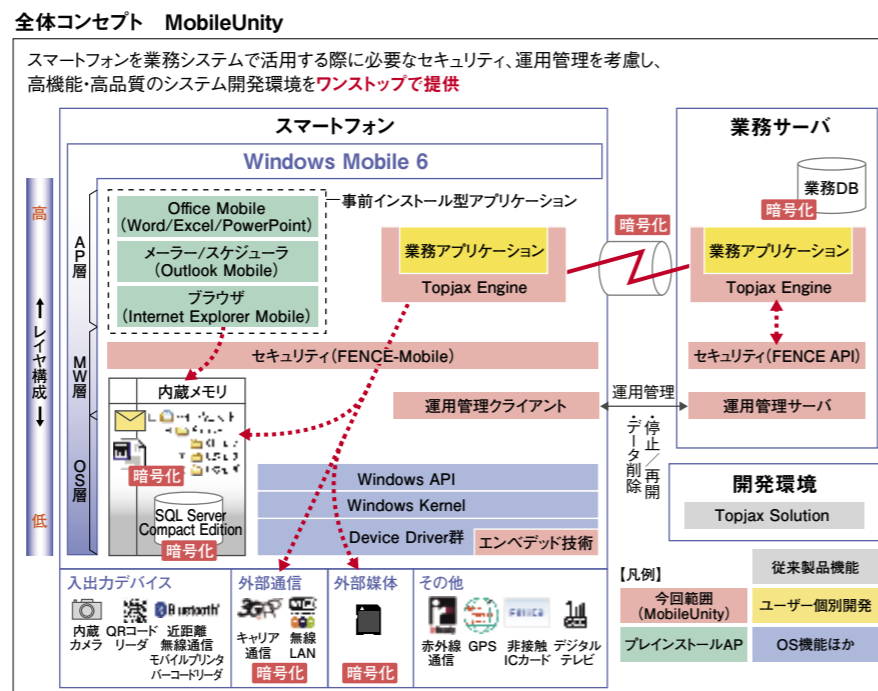 全体コンセプト MobileUnity
スマートフォンを業務システムで活用する際に必要なセキュリティ、運用管理を考慮し、
高機能・高品質のシステム開発環境をワンストップで提供
スマートフォン
Windows Mobile 6
高
↑レイヤ構成↓
低
AP層
MW層
OS層
事前インストール型アプリケーション
Office Mobile
(Word/Excel/PowerPoint)
メーラー/スケジューラ
(Outlook Mobile)
ブラウザ
(Internet Explorer Mobile)
業務アプリケーション
Topjax Engine
セキュリティ(FENCE-Mobile)
内蔵メモリ
暗号化
SQL Server
Compact Edition
暗号化
運用管理クライアント
Windows API
Windows Kernel
Device Driver群
エンベデッド技術
暗号化
運用管理
・停止/再開
・データ削除
業務サーバ
業務DB
暗号化
業務アプリケーション
Topjax Engine
セキュリティ(FENCE API)
運用管理サーバ
開発環境
Topjax Solution
入出力デバイス
内蔵
カメラ
QRコード
リーダ
Bluetooth
近距離
無線通信
モバイルプリンタ
バーコードリーダ
外部通信
3G
キャリア
通信
無線
LAN
暗号化
外部媒体
暗号化
その他
赤外線
通信
GPS
FeliCa
非接触
ICカード
デジタル
テレビ
【凡例】
従来製品機能
今回範囲
(MobileUnity)
ユーザー個別開発
プレインストールAP
OS機能ほか